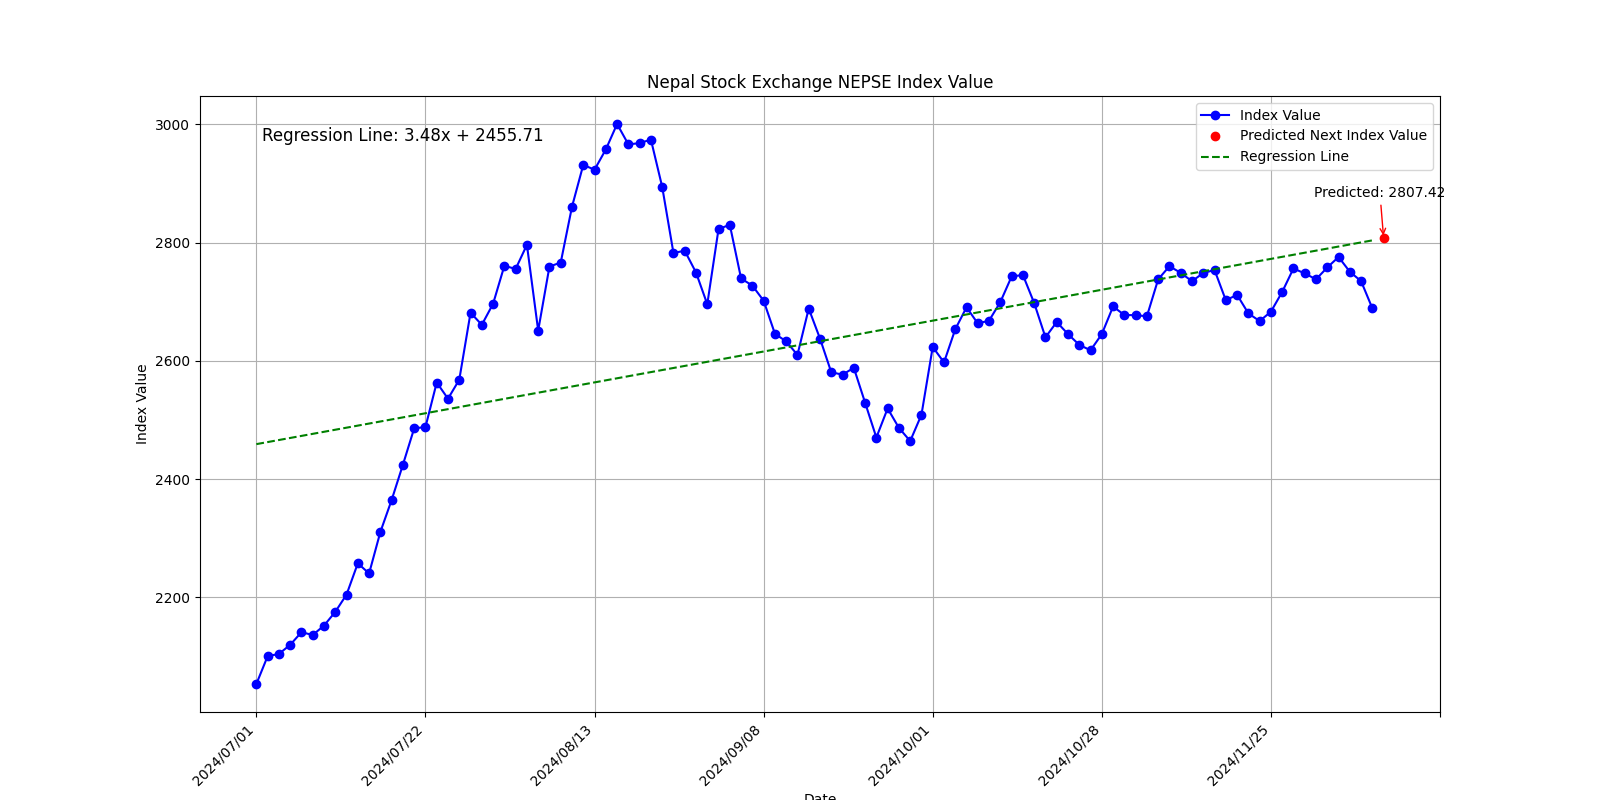 Nepal Stock Exchange NEPSE Index Value
Regression Line: 3.48x + 2455.71
Index Value
Predicted Next Index Value
Regression Line
Predicted: 2807.42
3000
2800
2600
2400
2200
Index Value
2024/07/01
2024/07/22
2024/08/13
2024/09/08
2024/10/01
2024/10/28
2024/11/25
Date